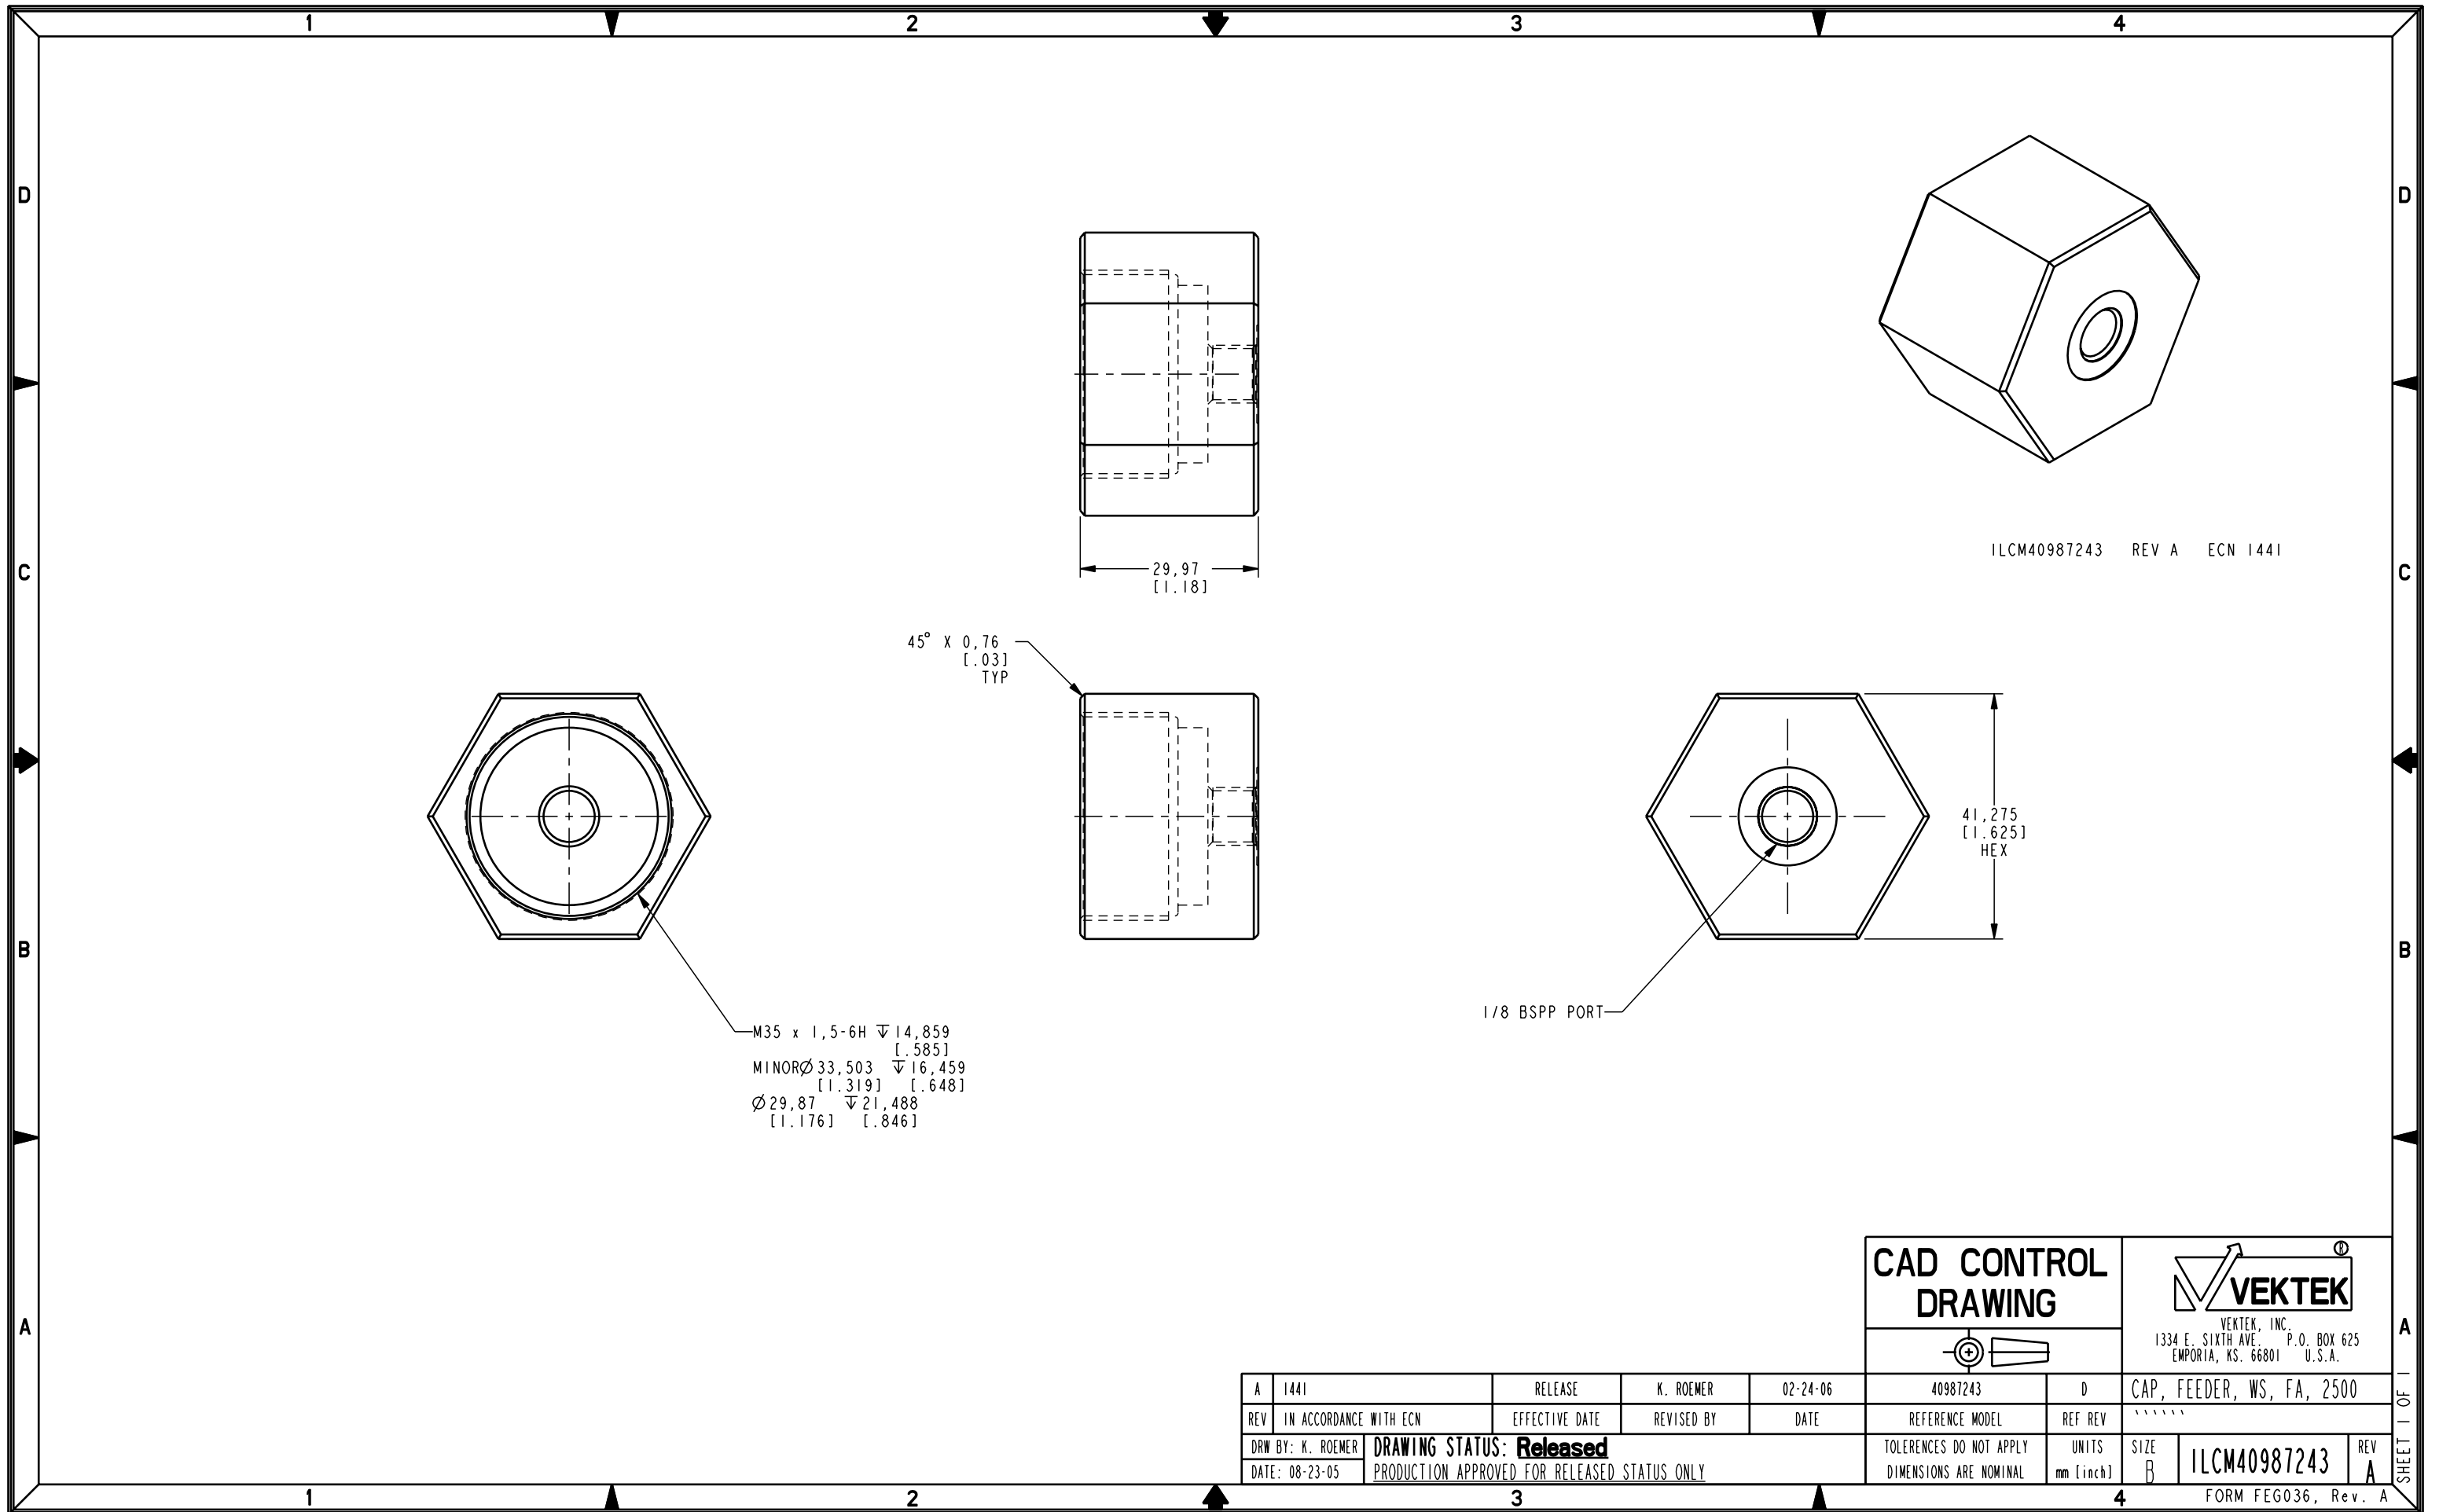 1 2 3 4
D D
ILCM40987243 REV A ECN 1441
C C
29,97
[1.18]
45° X 0,76
[.03]
TYP
41,275
[1.625]
HEX
B B
1/8 BSPP PORT
M35 x 1,5-6H ↧14,859
[.585]
MINORØ33,503 ↧16,459
[1.319] [.648]
Ø29,87 ↧21,488
[1.176] [.846]
CAD CONTROL
DRAWING
VEKTEK ®
VEKTEK, INC.
1334 E. SIXTH AVE. P.O. BOX 625
EMPORIA, KS. 66801 U.S.A.
A A
A 1441 RELEASE K. ROEMER 02-24-06 40987243 D CAP, FEEDER, WS, FA, 2500
REV IN ACCORDANCE WITH ECN EFFECTIVE DATE REVISED BY DATE REFERENCE MODEL REF REV ` ` ` ` ` `
DRW BY: K. ROEMER DRAWING STATUS: Released TOLERENCES DO NOT APPLY UNITS SIZE ILCM40987243 REV
DATE: 08-23-05 PRODUCTION APPROVED FOR RELEASED STATUS ONLY DIMENSIONS ARE NOMINAL mm [inch] B A
SHEET 1 OF 1
1 2 3 4
FORM FEG036, Rev. A